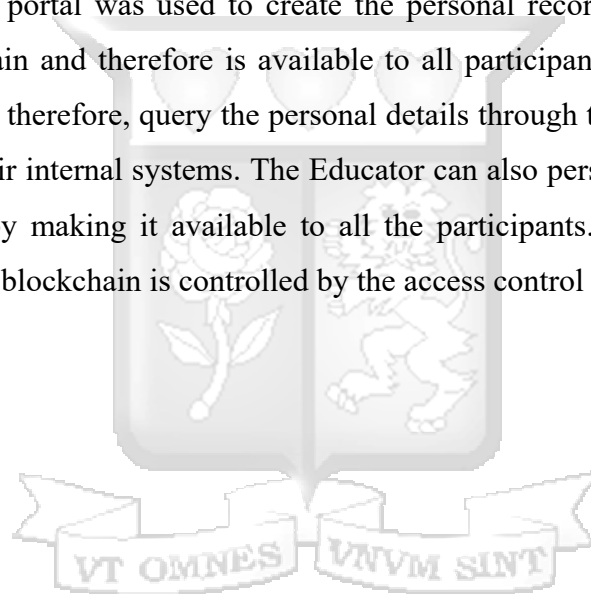 portal was used to create the personal recor
ain and therefore is available to all participan
therefore, query the personal details through t
ir internal systems. The Educator can also pers
y making it available to all the participants.
blockchain is controlled by the access control
VT OMNES VNVM SINT